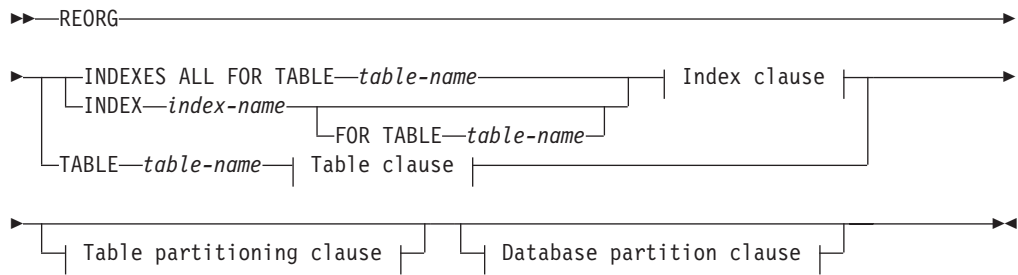 REORG
INDEXES ALL FOR TABLE table-name Index clause
INDEX index-name
FOR TABLE table-name
TABLE table-name Table clause
Table partitioning clause Database partition clause